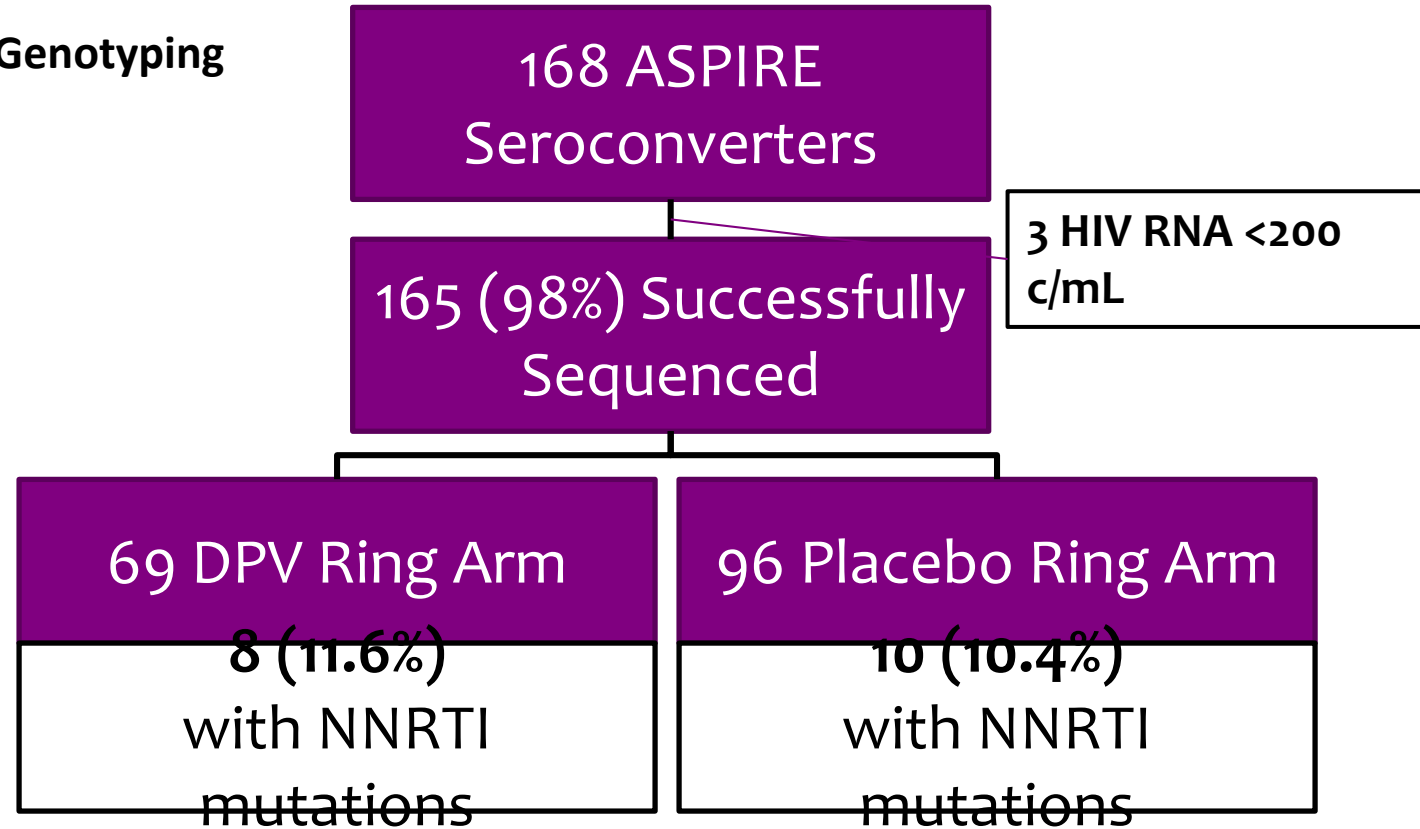 Genotyping
168 ASPIRE
Seroconverters
3 HIV RNA <200
c/mL
165 (98%) Successfully
Sequenced
69 DPV Ring Arm
8 (11.6%)
with NNRTI
mutations
96 Placebo Ring Arm
10 (10.4%)
with NNRTI
mutations